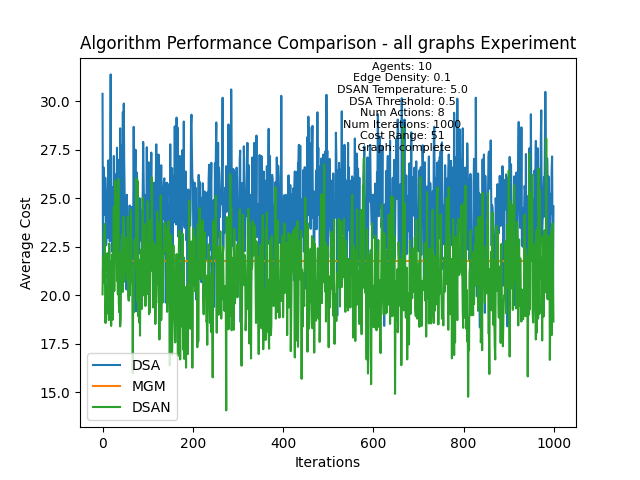 Algorithm Performance Comparison - all graphs Experiment
Agents: 10
Edge Density: 0.1
DSAN Temperature: 5.0
DSA Threshold: 0.5
Num Actions: 8
Num Iterations: 1000
Cost Range: 51
Graph: complete
Average Cost
30.0
27.5
25.0
22.5
20.0
17.5
15.0
DSA
MGM
DSAN
0 200 400 600 800 1000
Iterations